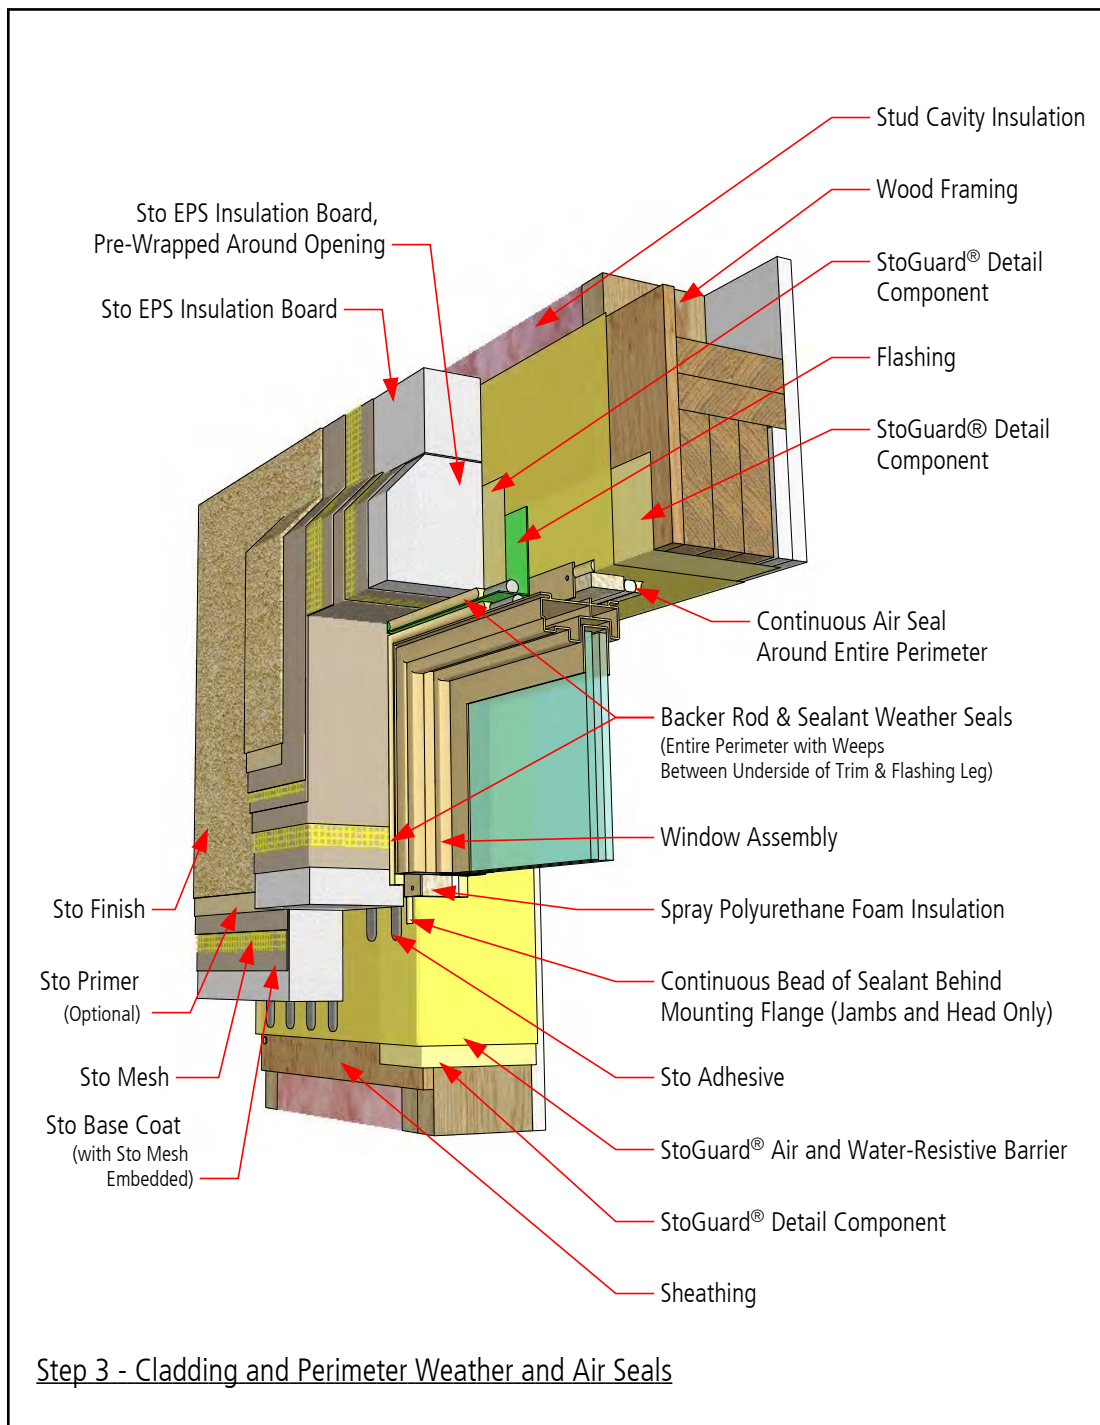 Stud Cavity Insulation
Wood Framing
Sto EPS Insulation Board,
Pre-Wrapped Around Opening
StoGuard® Detail
Component
Sto EPS Insulation Board
Flashing
StoGuard® Detail
Component
Continuous Air Seal
Around Entire Perimeter
Backer Rod & Sealant Weather Seals
(Entire Perimeter with Weeps
Between Underside of Trim & Flashing Leg)
Window Assembly
Sto Finish
Spray Polyurethane Foam Insulation
Sto Primer
(Optional)
Continuous Bead of Sealant Behind
Mounting Flange (Jambs and Head Only)
Sto Mesh
Sto Adhesive
Sto Base Coat
(with Sto Mesh
Embedded)
StoGuard® Air and Water-Resistive Barrier
StoGuard® Detail Component
Sheathing
Step 3 - Cladding and Perimeter Weather and Air Seals